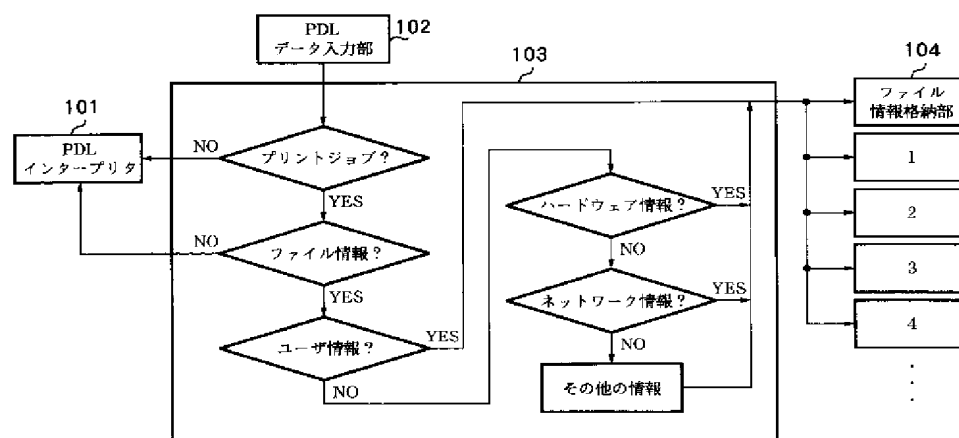 PDL
データ入力部
102
103
104
ファイル
情報格納部
101
PDL
インタープリタ
NO
プリントジョブ?
YES
NO
ファイル情報?
YES
ユーザ情報?
YES
NO
ハードウェア情報?
YES
NO
ネットワーク情報?
YES
NO
その他の情報
1
2
3
4